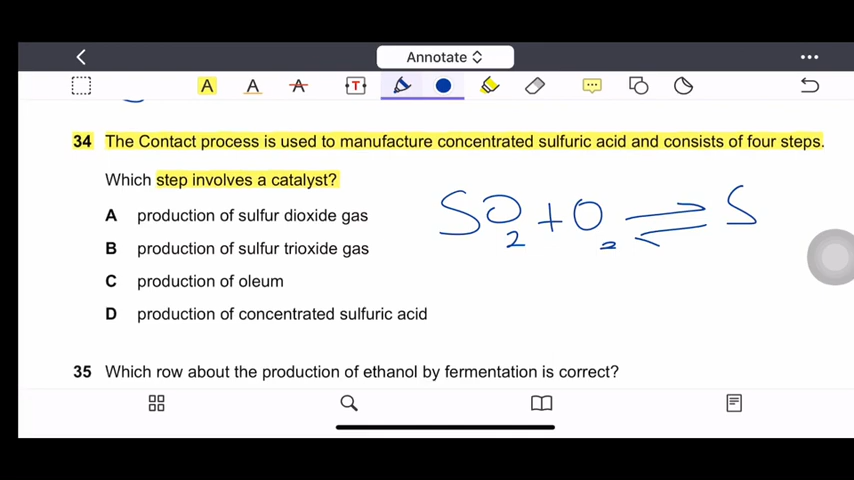 Annotate
A A A T
34 The Contact process is used to manufacture concentrated sulfuric acid and consists of four steps.
Which step involves a catalyst?
A production of sulfur dioxide gas
B production of sulfur trioxide gas
C production of oleum
D production of concentrated sulfuric acid
SO₂ + O₂ ⇌ S
35 Which row about the production of ethanol by fermentation is correct?